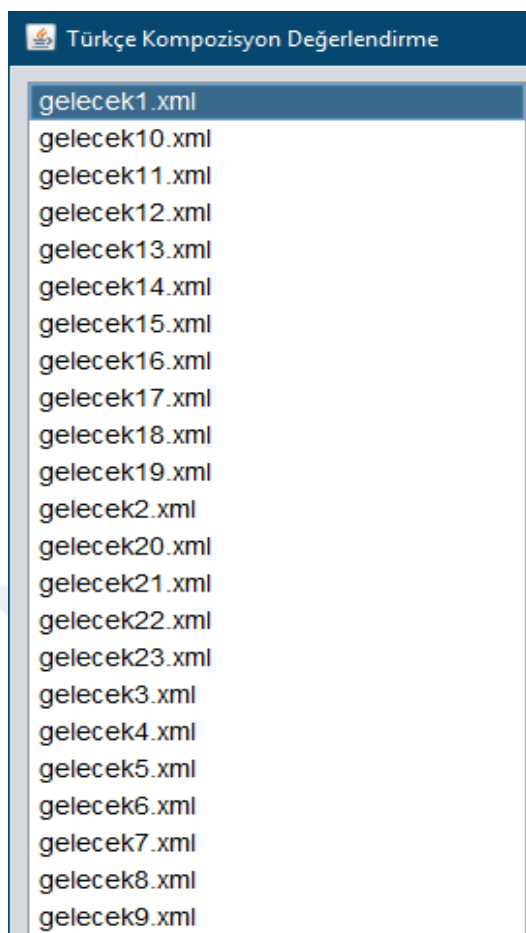 Türkçe Kompozisyon Değerlendirme
gelecek1.xml
gelecek10.xml
gelecek11.xml
gelecek12.xml
gelecek13.xml
gelecek14.xml
gelecek15.xml
gelecek16.xml
gelecek17.xml
gelecek18.xml
gelecek19.xml
gelecek2.xml
gelecek20.xml
gelecek21.xml
gelecek22.xml
gelecek23.xml
gelecek3.xml
gelecek4.xml
gelecek5.xml
gelecek6.xml
gelecek7.xml
gelecek8.xml
gelecek9.xml